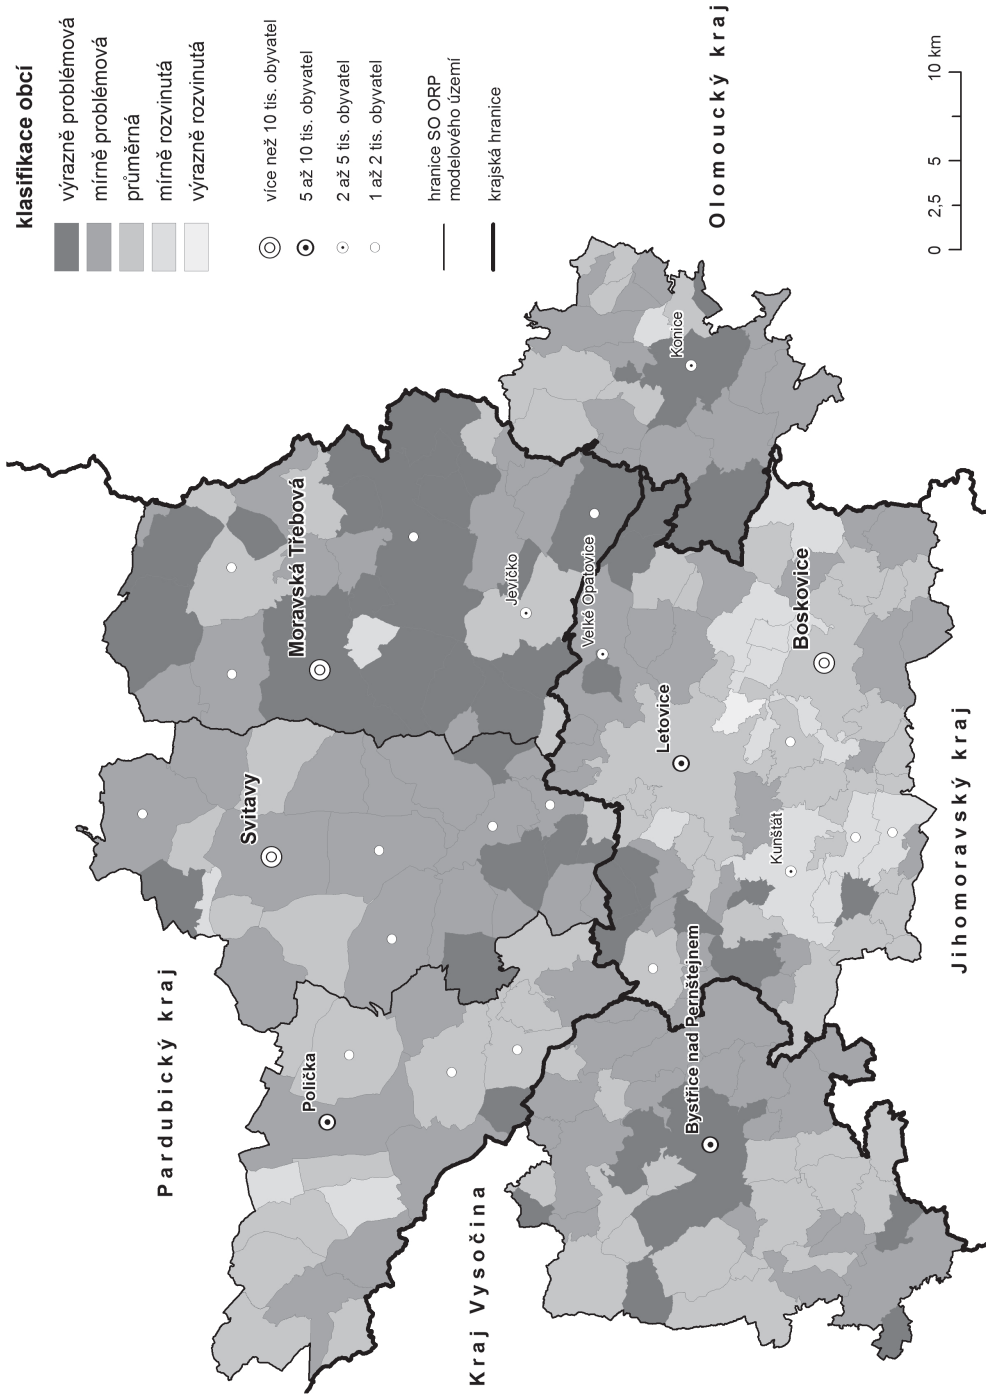 klasifikace obcí
výrazně problémová
mírně problémová
průměrná
mírně rozvinutá
výrazně rozvinutá
více než 10 tis. obyvatel
5 až 10 tis. obyvatel
2 až 5 tis. obyvatel
1 až 2 tis. obyvatel
hranice SO ORP
modelového území
krajská hranice
Pardubický kraj
Kraj Vysočina
Olomoucký kraj
Jihomoravský kraj
Polička
Svitavy
Moravská Třebová
Jevíčko
Velké Opatovice
Konice
Bystřice nad Pernštejnem
Letovice
Kunštát
Boskovice
0 2,5 5 10 km